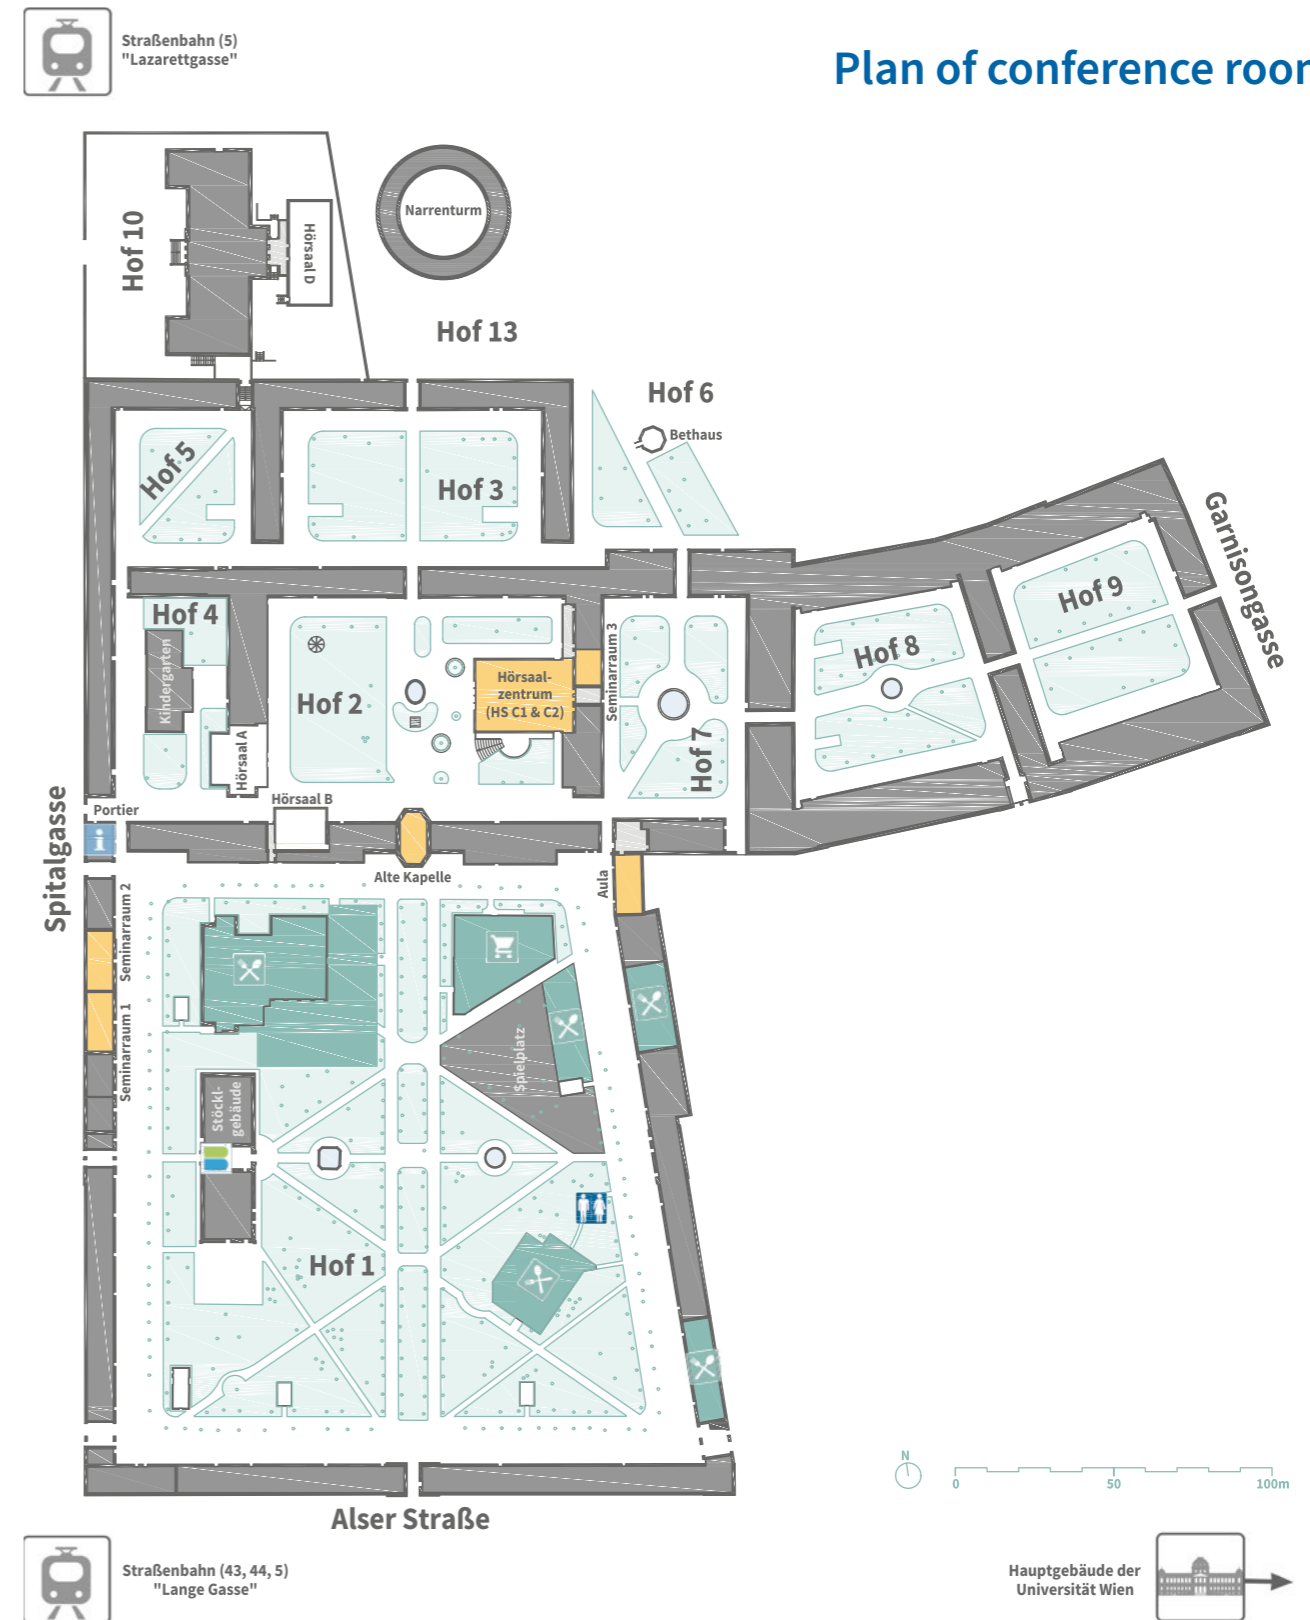 Straßenbahn (5)
"Lazarettgasse"
Plan of conference
Narrenturm
Hof 10
Hörsaal D
Hof 13
Hof 6
Bethaus
Hof 5
Hof 3
Garnisongasse
Hof 9
Hof 4
Kindergarten
Hof 2
Hörsaal-
zentrum
(HS C1 & C2)
Seminarraum 3
Hof 8
Hof 7
Hörsaal A
Hörsaal B
Portier
i
Spitalgasse
Alte Kapelle
Aula
Seminarraum 2
Seminarraum 1
Spielplatz
Stöckl-
gebäude
Hof 1
N
0
50
100m
Alser Straße
Straßenbahn (43, 44, 5)
"Lange Gasse"
Hauptgebäude der
Universität Wien